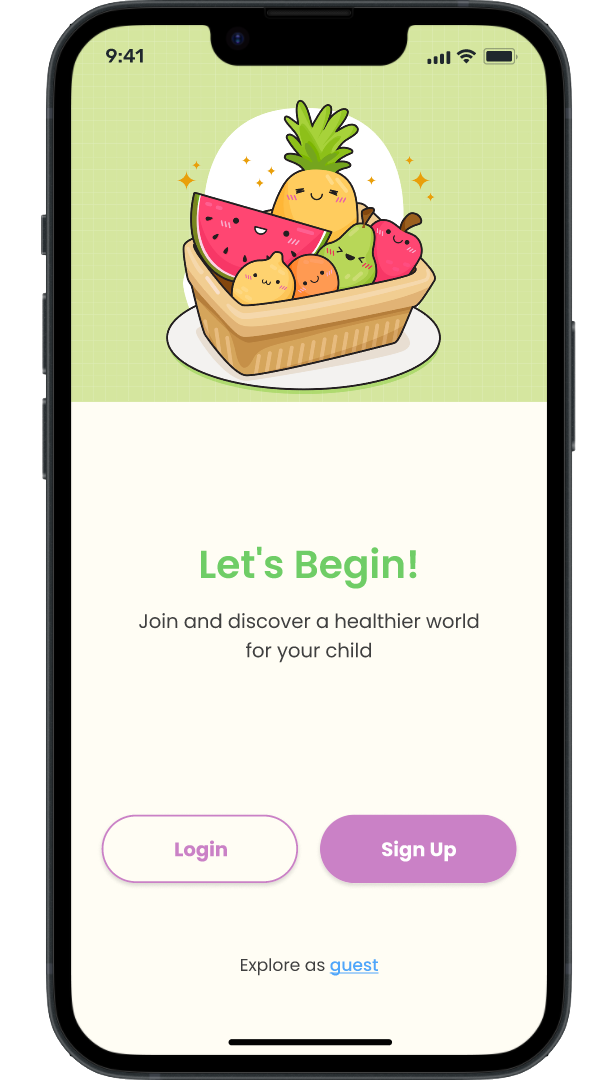 9:41
Let's Begin!
Join and discover a healthier world
for your child
Login
Sign Up
Explore as guest